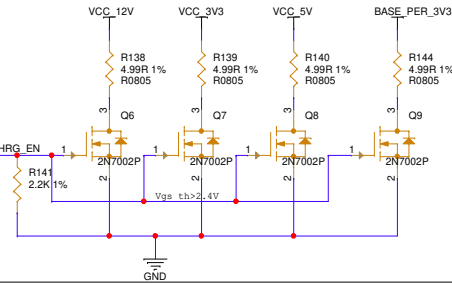 VCC_12V VCC_3V3 VCC_5V BASE_PER_3V3
R138 R139 R140 R144
4.99R 1% 4.99R 1% 4.99R 1% 4.99R 1%
R0805 R0805 R0805 R0805
3 3 3 3
Q6 Q7 Q8 Q9
HRG_EN 1 1 1 1
2N7002P 2N7002P 2N7002P 2N7002P
R141
2.2K 1%
2 2 2 2
Vgs th>2.4V
GND